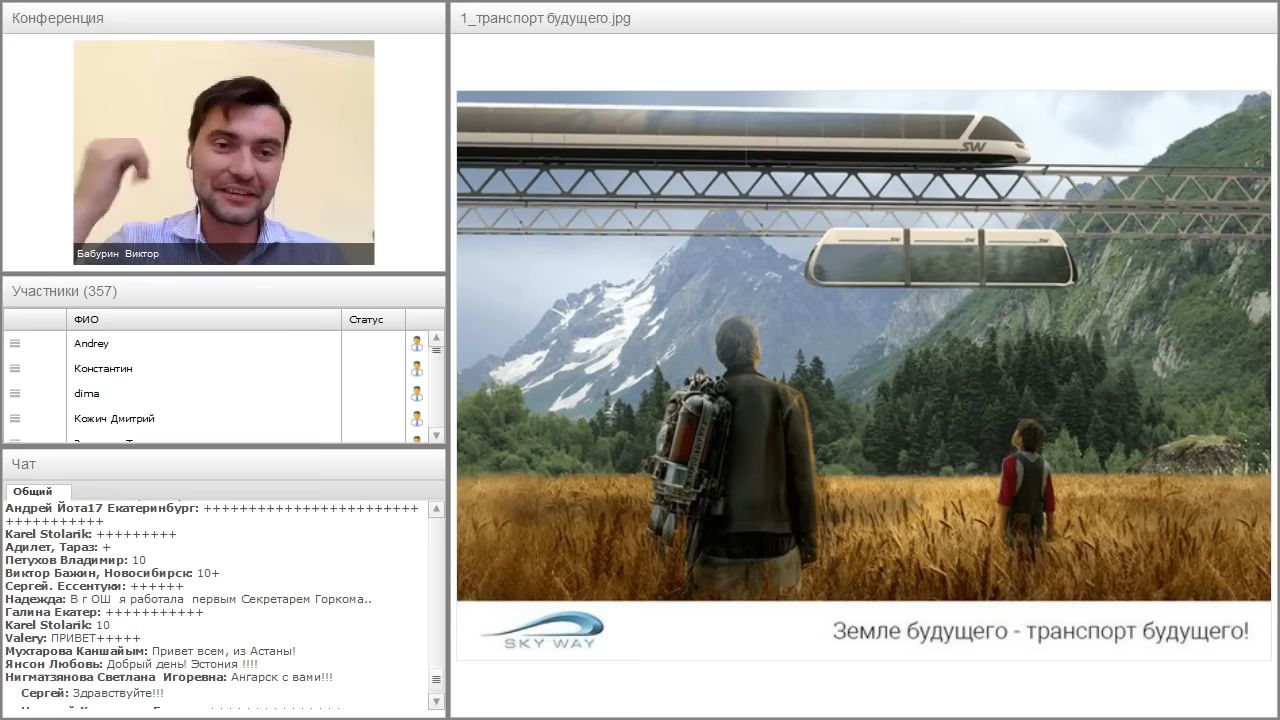 Конференция
Бабурин Виктор
Участники (357)
ФИО
Статус
Andrey
Константин
dima
Кожич Дмитрий
Чат
Общий
Андрей Йота17 Екатеринбург: +++++++++++++++++++++++
++++++++++++
Karel Stolarik: +++++++++
Адилет, Тараз: +
Петухов Владимир: 10
Виктор Бажин, Новосибирск: 10+
Сергей. Ессентуки: ++++++
Надежда: В г ОШ я работала первым Секретарем Горкома..
Галина Екатер: +++++++++++
Karel Stolarik: 10
Valery: ПРИВЕТ+++++
Мухтарова Каншайым: Привет всем, из Астаны!
Янсон Любовь: Добрый день! Эстония !!!!
Нигматзянова Светлана Игоревна: Ангарск с вами!!!
Сергей: Здравствуйте!!!
1_транспорт будущего.jpg
SW
SW
SW
SW
SKY WAY
Земле будущего - транспорт будущего!